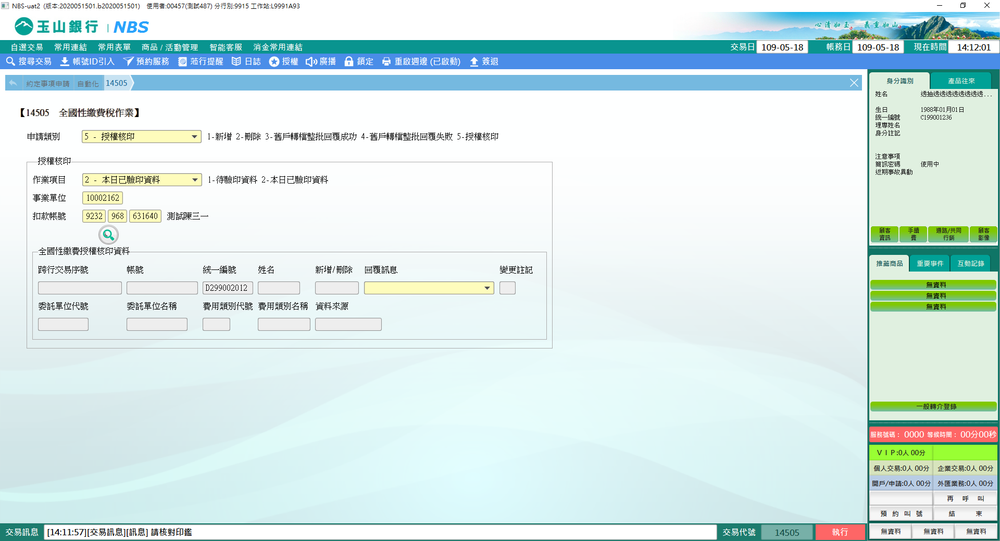 NBS-uat2 (版本:2020051501.b2020051501) 使用者:00457(測試487) 分行別:9915 工作站:L9991A93
玉山銀行 | NBS
心清如玉 義重如山
自選交易 常用連結 常用表單 商品 / 活動管理 智能客服 消金常用連結 交易日 109-05-18 帳務日 109-05-18 現在時間 14:12:01
搜尋交易 帳號ID引入 預約服務 蒞行提醒 日誌 授權 廣播 鎖定 重啟週邊 (已啟動) 簽退
約定事項申請 自動化 14505
【14505 全國性繳費稅作業】
申請類別 5 - 授權核印 1-新增 2-刪除 3-舊戶轉檔整批回覆成功 4-舊戶轉檔整批回覆失敗 5-授權核印
授權核印
作業項目 2 - 本日已驗印資料 1-待驗印資料 2-本日已驗印資料
事業單位 10002162
扣款帳號 9232 968 631640 測試陳三一
全國性繳費授權核印資料
跨行交易序號 帳號 統一編號 姓名 新增/刪除 回覆訊息 變更註記
D299002012
委託單位代號 委託單位名稱 費用類別代號 費用類別名稱 資料來源
身分識別 產品往來
姓名 透抽透透透透透透透透...
生日 1988年01月01日
統一編號 C199001236
理專姓名
身分註記
注意事項
簡訊密碼 使用中
近期事故異動
顧客資訊 手續費 通路/共同行銷 顧客影像
推薦商品 重要事件 互動記錄
無資料
無資料
無資料
一般轉介登錄
服務號碼： 0000 等候時間： 00分00秒
ＶＩＰ:0人 00分
個人交易:0人 00分 企業交易:0人 00分
開戶/申請:0人 00分 外匯業務:0人 00分
再 呼 叫
預 約 叫 號 結 束
無資料 無資料 無資料
交易訊息 [14:11:57][交易訊息][訊息] 請核對印鑑 交易代號 14505 執行